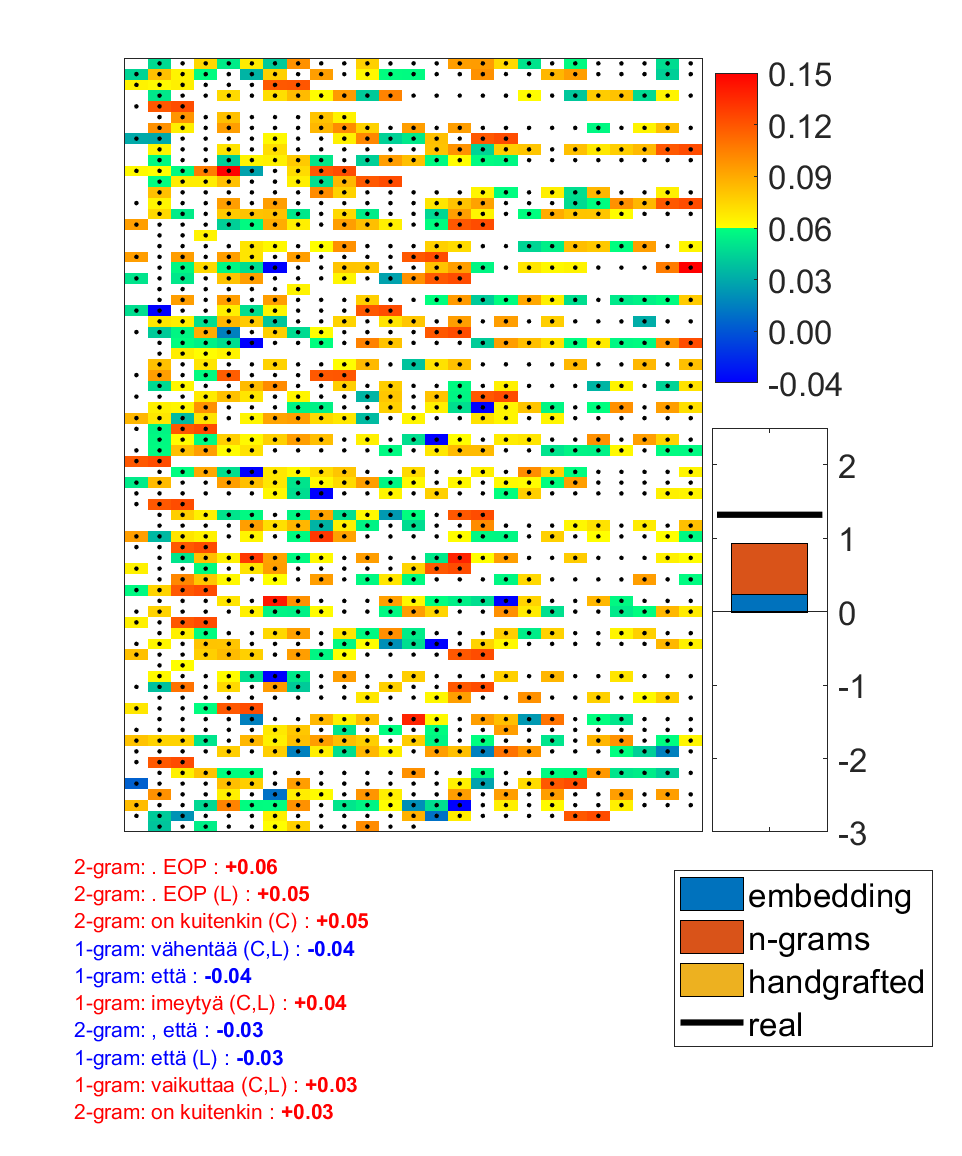 0.15
0.12
0.09
0.06
0.03
0.00
-0.04
2
1
0
-1
-2
-3
2-gram: . EOP : +0.06
2-gram: . EOP (L) : +0.05
2-gram: on kuitenkin (C) : +0.05
1-gram: vähentää (C,L) : -0.04
1-gram: että : -0.04
1-gram: imeytyä (C,L) : +0.04
2-gram: , että : -0.03
1-gram: että (L) : -0.03
1-gram: vaikuttaa (C,L) : +0.03
2-gram: on kuitenkin : +0.03
embedding
n-grams
handgrafted
real